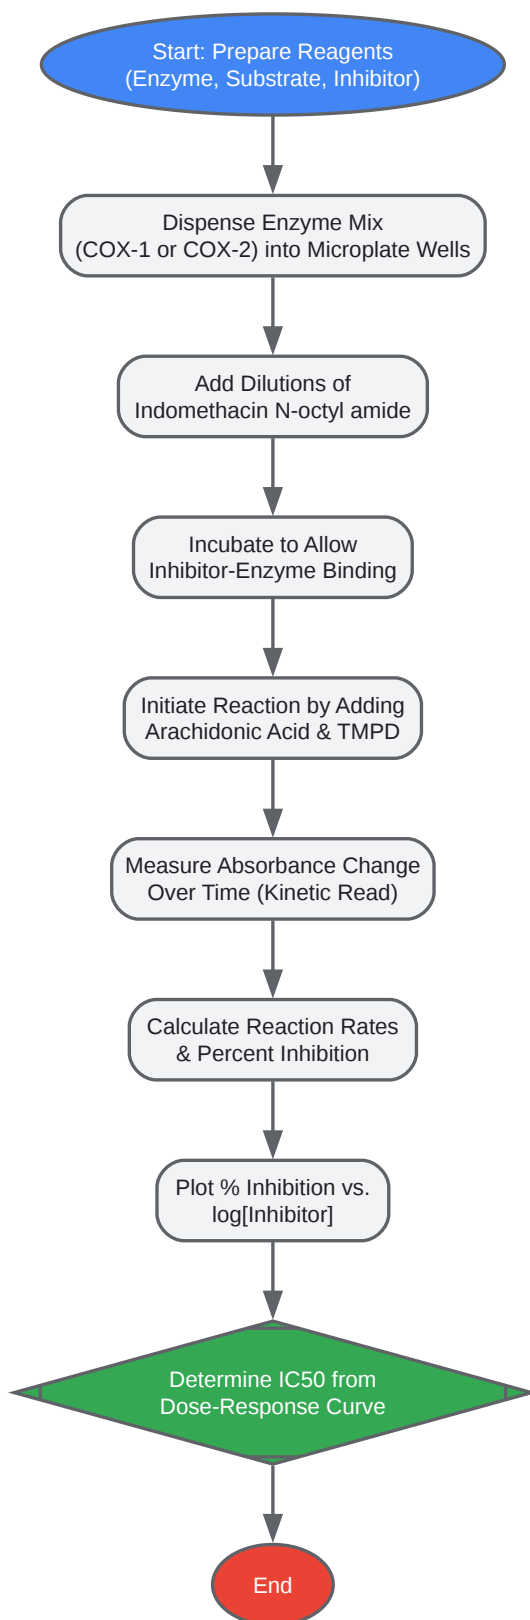 Start: Prepare Reagents
(Enzyme, Substrate, Inhibitor)
Dispense Enzyme Mix
(COX-1 or COX-2) into Microplate Wells
Add Dilutions of
Indomethacin N-octyl amide
Incubate to Allow
Inhibitor-Enzyme Binding
Initiate Reaction by Adding
Arachidonic Acid & TMPD
Measure Absorbance Change
Over Time (Kinetic Read)
Calculate Reaction Rates
& Percent Inhibition
Plot % Inhibition vs.
log[Inhibitor]
Determine IC50 from
Dose-Response Curve
End